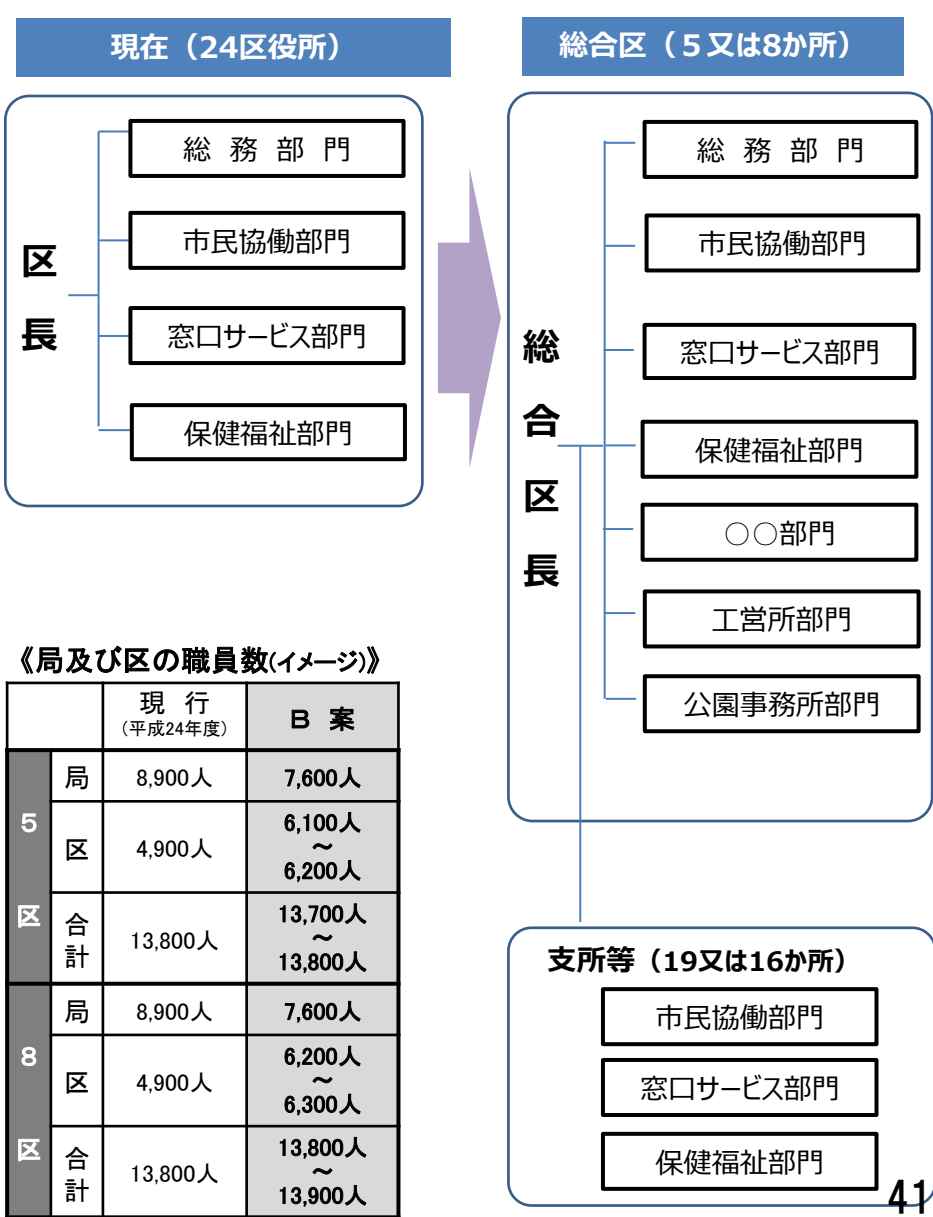 現在（24区役所）
区長
総務部門
市民協働部門
窓口サービス部門
保健福祉部門
総合区（５又は8か所）
総合区長
総務部門
市民協働部門
窓口サービス部門
保健福祉部門
○○部門
工営所部門
公園事務所部門
支所等（19又は16か所）
市民協働部門
窓口サービス部門
保健福祉部門
《局及び区の職員数(イメージ)》
現行
(平成24年度)
Ｂ案
５区
局 8,900人 7,600人
区 4,900人 6,100人
～
6,200人
合計 13,800人 13,700人
～
13,800人
８区
局 8,900人 7,600人
区 4,900人 6,200人
～
6,300人
合計 13,800人 13,800人
～
13,900人
41